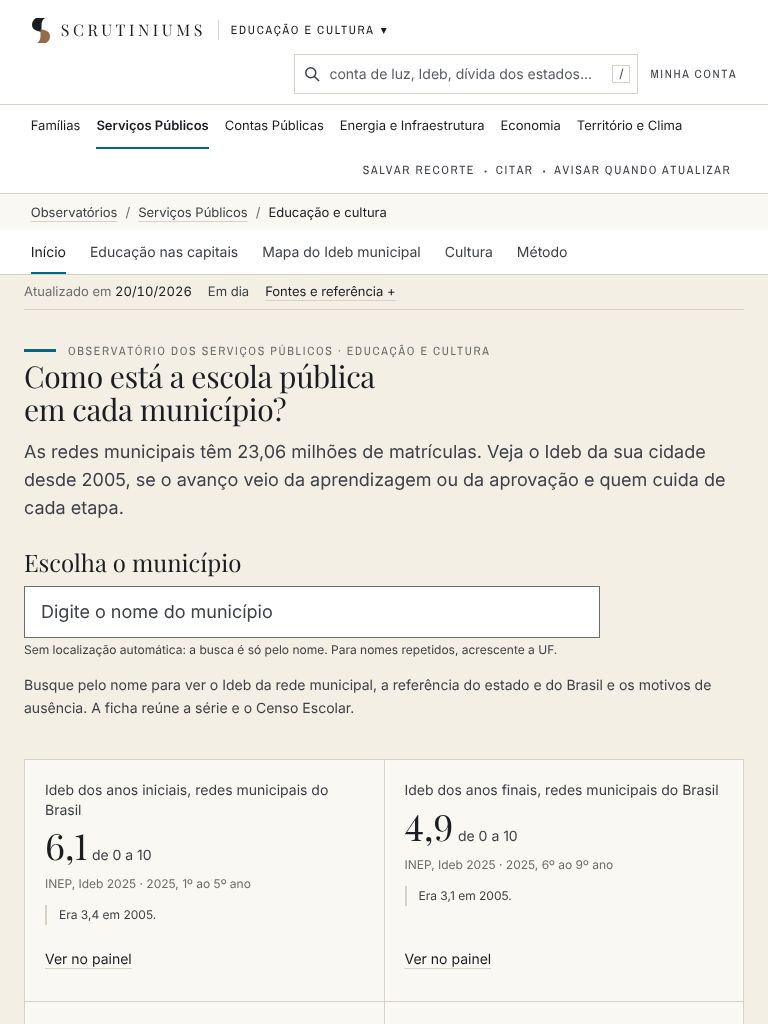 SCRUTINIUMS
EDUCAÇÃO E CULTURA ▾
conta de luz, Ideb, dívida dos estados...
/
MINHA CONTA
Famílias Serviços Públicos Contas Públicas Energia e Infraestrutura Economia Território e Clima
SALVAR RECORTE • CITAR • AVISAR QUANDO ATUALIZAR
Observatórios / Serviços Públicos / Educação e cultura
Início Educação nas capitais Mapa do Ideb municipal Cultura Método
Atualizado em 20/10/2026 Em dia Fontes e referência +
OBSERVATÓRIO DOS SERVIÇOS PÚBLICOS · EDUCAÇÃO E CULTURA
Como está a escola pública
em cada município?
As redes municipais têm 23,06 milhões de matrículas. Veja o Ideb da sua cidade
desde 2005, se o avanço veio da aprendizagem ou da aprovação e quem cuida de
cada etapa.
Escolha o município
Digite o nome do município
Sem localização automática: a busca é só pelo nome. Para nomes repetidos, acrescente a UF.
Busque pelo nome para ver o Ideb da rede municipal, a referência do estado e do Brasil e os motivos de
ausência. A ficha reúne a série e o Censo Escolar.
Ideb dos anos iniciais, redes municipais do
Brasil
6,1 de 0 a 10
INEP, Ideb 2025 · 2025, 1º ao 5º ano
Era 3,4 em 2005.
Ver no painel
Ideb dos anos finais, redes municipais do Brasil
4,9 de 0 a 10
INEP, Ideb 2025 · 2025, 6º ao 9º ano
Era 3,1 em 2005.
Ver no painel